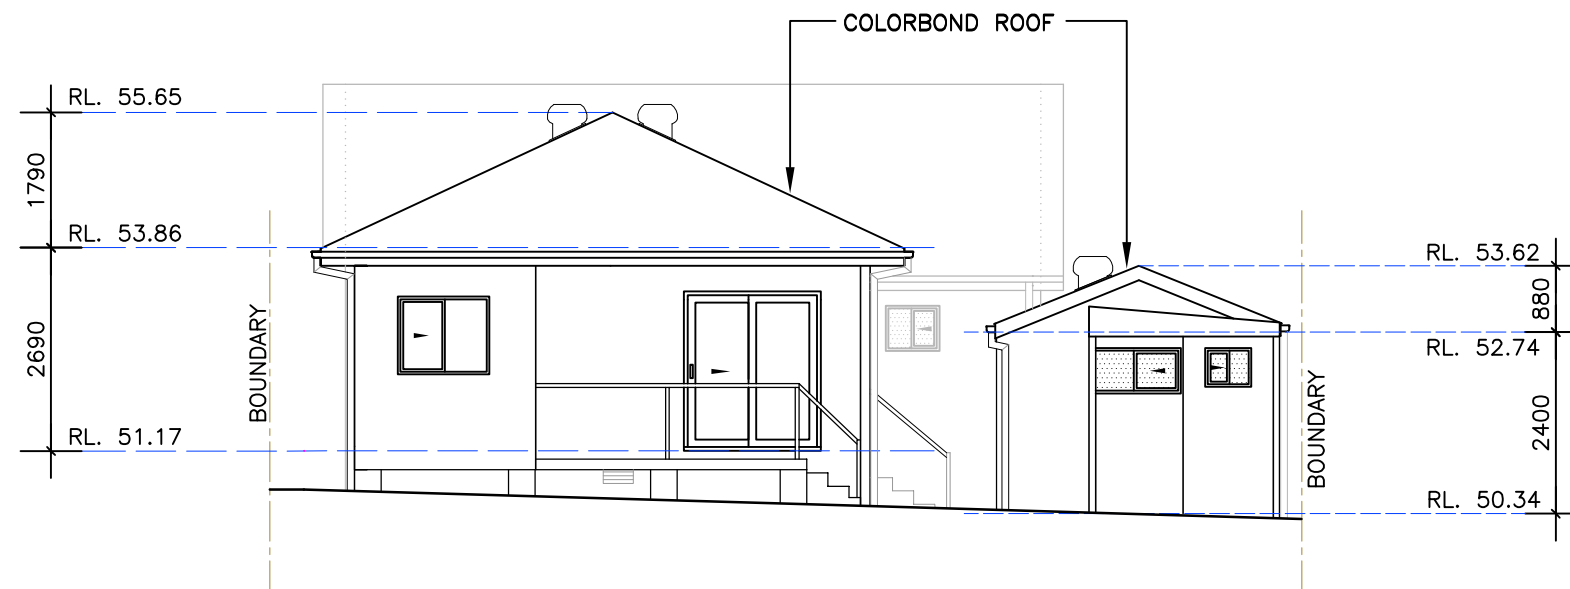 COLORBOND ROOF
RL. 55.65
1790
RL. 53.86
2690
RL. 51.17
BOUNDARY
RL. 53.62
880
RL. 52.74
2400
BOUNDARY
RL. 50.34